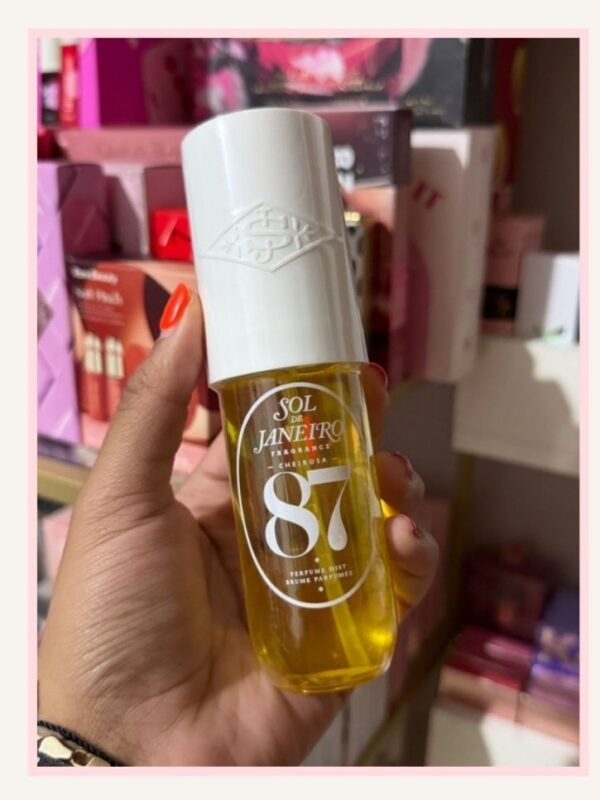 SOL
DE
JANEIRO
FRAGRANCE
CHEIROSA
87
PERFUME MIST
BRUME PARFUMÉE